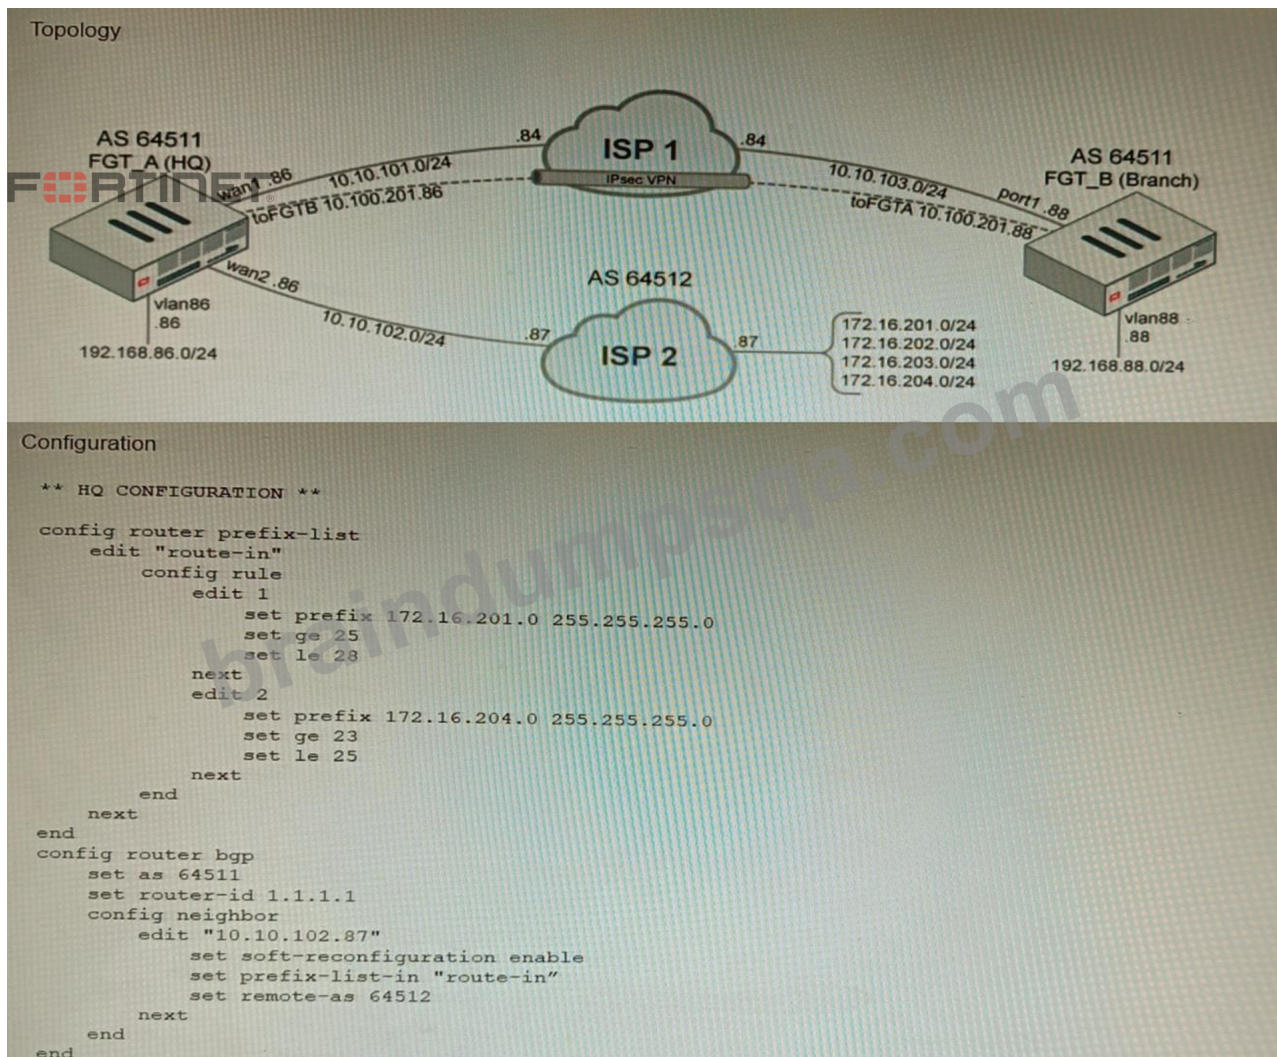 Topology
AS 64511
FGT_A (HQ)
FORTINET
wan1 .86
10.10.101.0/24
.84
toFGTB 10.100.201.86
ISP 1
IPsec VPN
.84
10.10.103.0/24
port1 .88
toFGTA 10.100.201.88
AS 64511
FGT_B (Branch)
wan2 .86
10.10.102.0/24
.87
AS 64512
ISP 2
.87
172.16.201.0/24
172.16.202.0/24
172.16.203.0/24
172.16.204.0/24
vlan86
.86
192.168.86.0/24
vlan88
.88
192.168.88.0/24
braindumpsqa.com
Configuration
** HQ CONFIGURATION **
config router prefix-list
edit "route-in"
config rule
edit 1
set prefix 172.16.201.0 255.255.255.0
set ge 25
set le 28
next
edit 2
set prefix 172.16.204.0 255.255.255.0
set ge 23
set le 25
next
end
next
end
config router bgp
set as 64511
set router-id 1.1.1.1
config neighbor
edit "10.10.102.87"
set soft-reconfiguration enable
set prefix-list-in "route-in"
set remote-as 64512
next
end
end